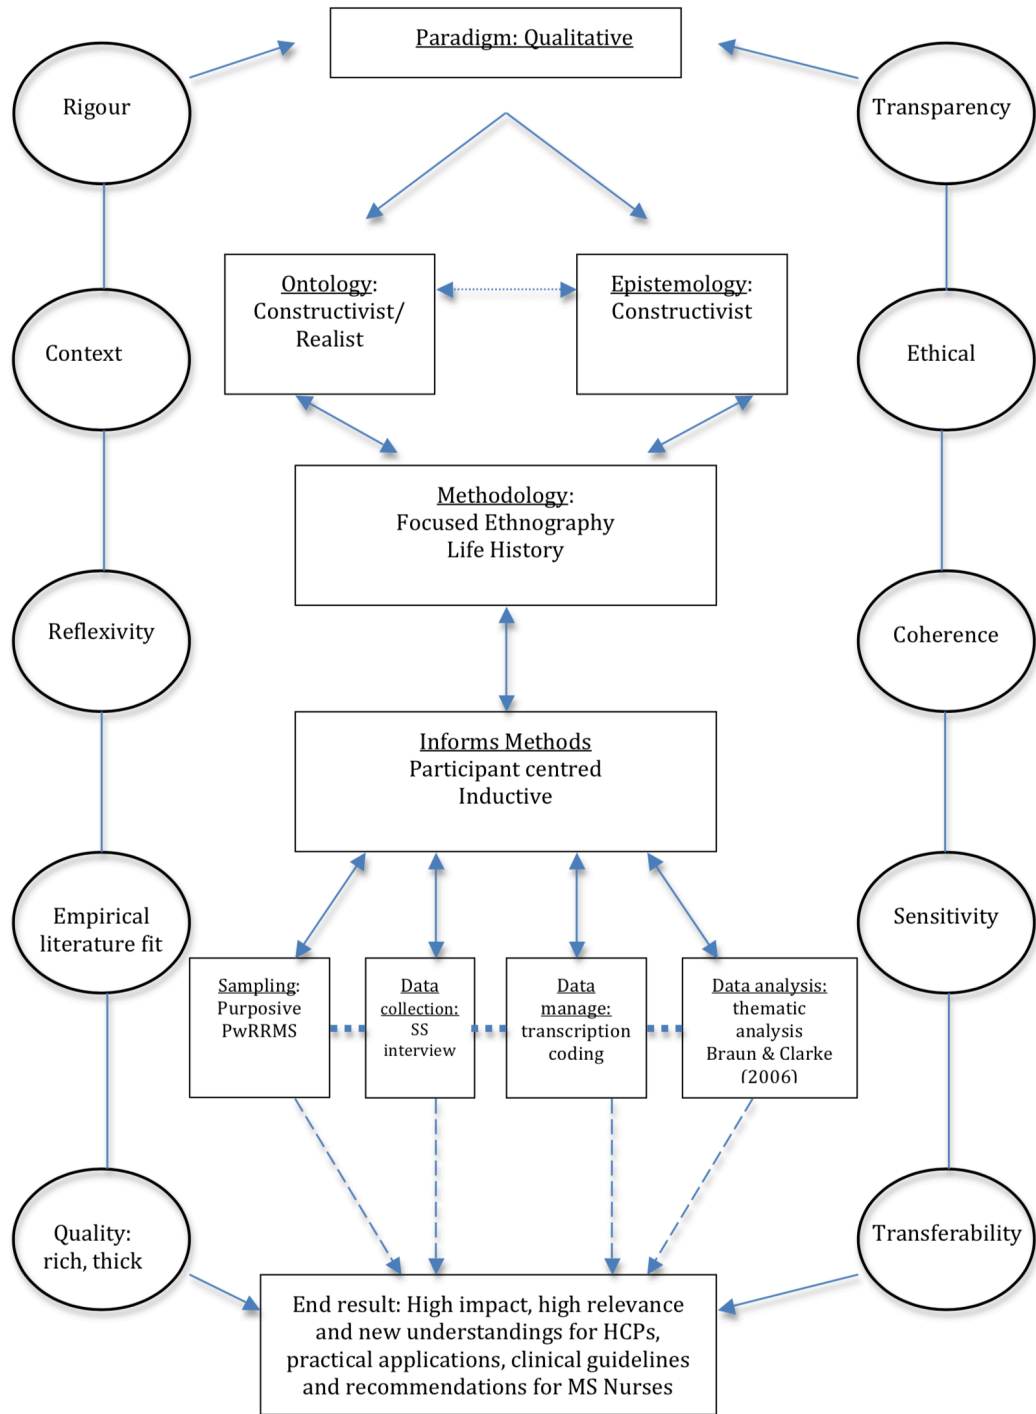 Paradigm: Qualitative
Rigour
Transparency
Ontology:
Constructivist/
Realist
Epistemology:
Constructivist
Context
Ethical
Methodology:
Focused Ethnography
Life History
Reflexivity
Coherence
Informs Methods
Participant centred
Inductive
Empirical
literature fit
Sensitivity
Sampling:
Purposive
PwRRMS
Data
collection:
SS
interview
Data
manage:
transcription
coding
Data analysis:
thematic
analysis
Braun & Clarke
(2006)
Quality:
rich, thick
Transferability
End result: High impact, high relevance
and new understandings for HCPs,
practical applications, clinical guidelines
and recommendations for MS Nurses